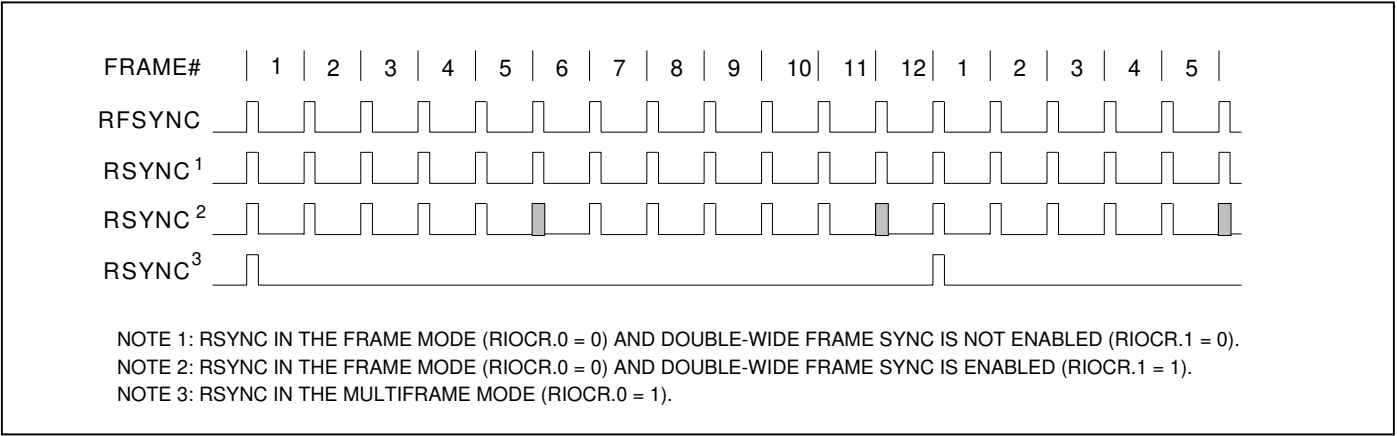 FRAME# 1 2 3 4 5 6 7 8 9 10 11 12 1 2 3 4 5
RFSYNC
RSYNC¹
RSYNC²
RSYNC³
NOTE 1: RSYNC IN THE FRAME MODE (RIOCR.0 = 0) AND DOUBLE-WIDE FRAME SYNC IS NOT ENABLED (RIOCR.1 = 0).
NOTE 2: RSYNC IN THE FRAME MODE (RIOCR.0 = 0) AND DOUBLE-WIDE FRAME SYNC IS ENABLED (RIOCR.1 = 1).
NOTE 3: RSYNC IN THE MULTIFRAME MODE (RIOCR.0 = 1).